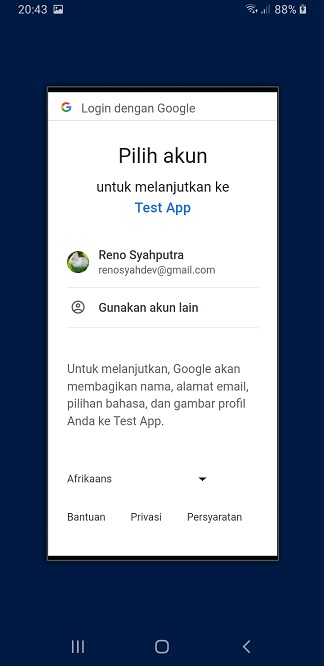 20:43
88%
Login dengan Google
Pilih akun
untuk melanjutkan ke
Test App
Reno Syahputra
renosyahdev@gmail.com
Gunakan akun lain
Untuk melanjutkan, Google akan
membagikan nama, alamat email,
pilihan bahasa, dan gambar profil
Anda ke Test App.
Afrikaans
Bantuan Privasi Persyaratan